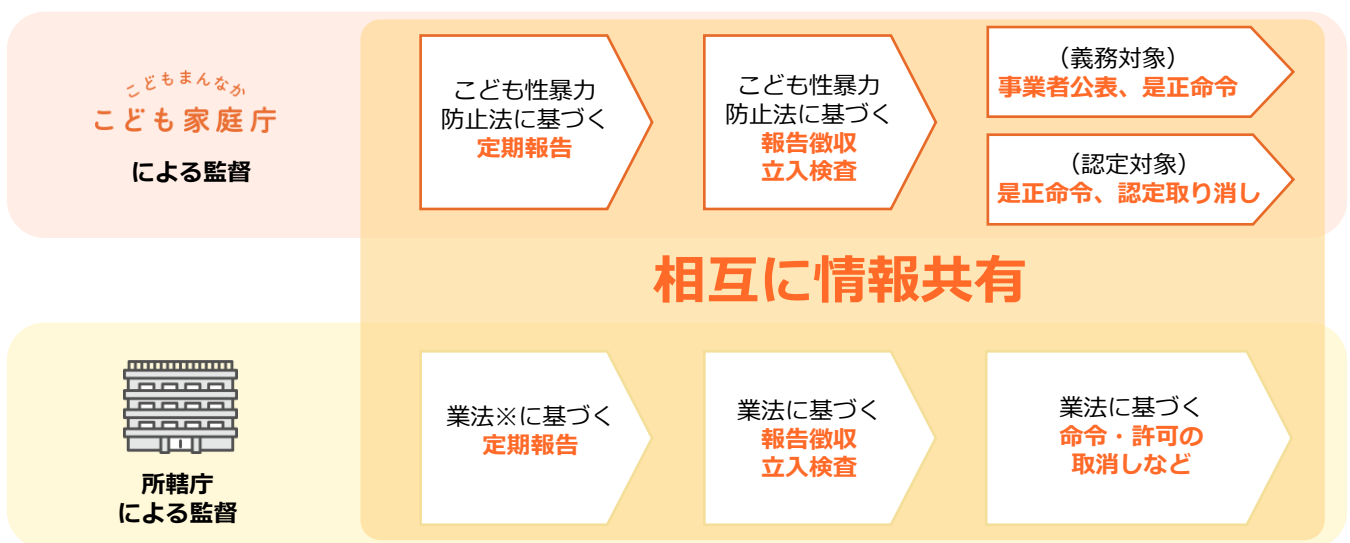 こどもまんなか
こども家庭庁
による監督
こども性暴力
防止法に基づく
定期報告
こども性暴力
防止法に基づく
報告徴収
立入検査
（義務対象）
事業者公表、是正命令
（認定対象）
是正命令、認定取り消し
相互に情報共有
所轄庁
による監督
業法※に基づく
定期報告
業法に基づく
報告徴収
立入検査
業法に基づく
命令・許可の
取消しなど